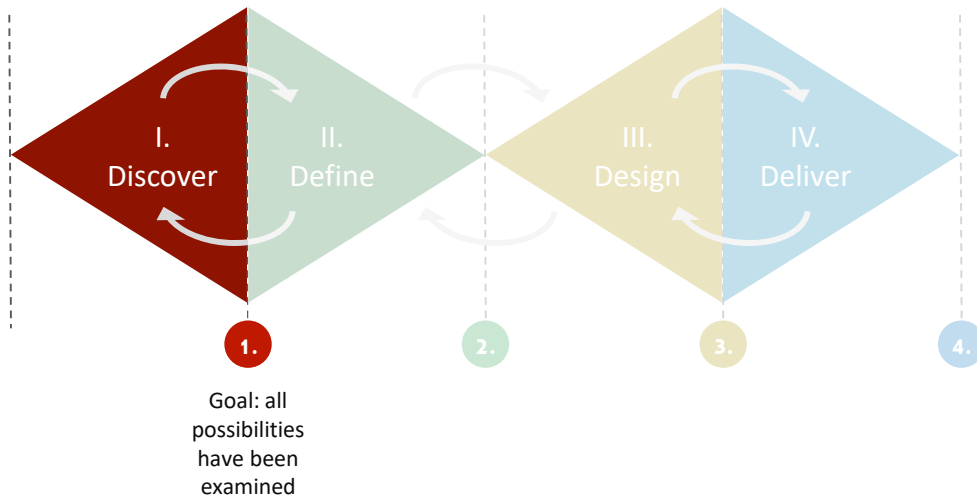 I.
Discover
II.
Define
III.
Design
IV.
Deliver
1.
2.
3.
4.
Goal: all
possibilities
have been
examined